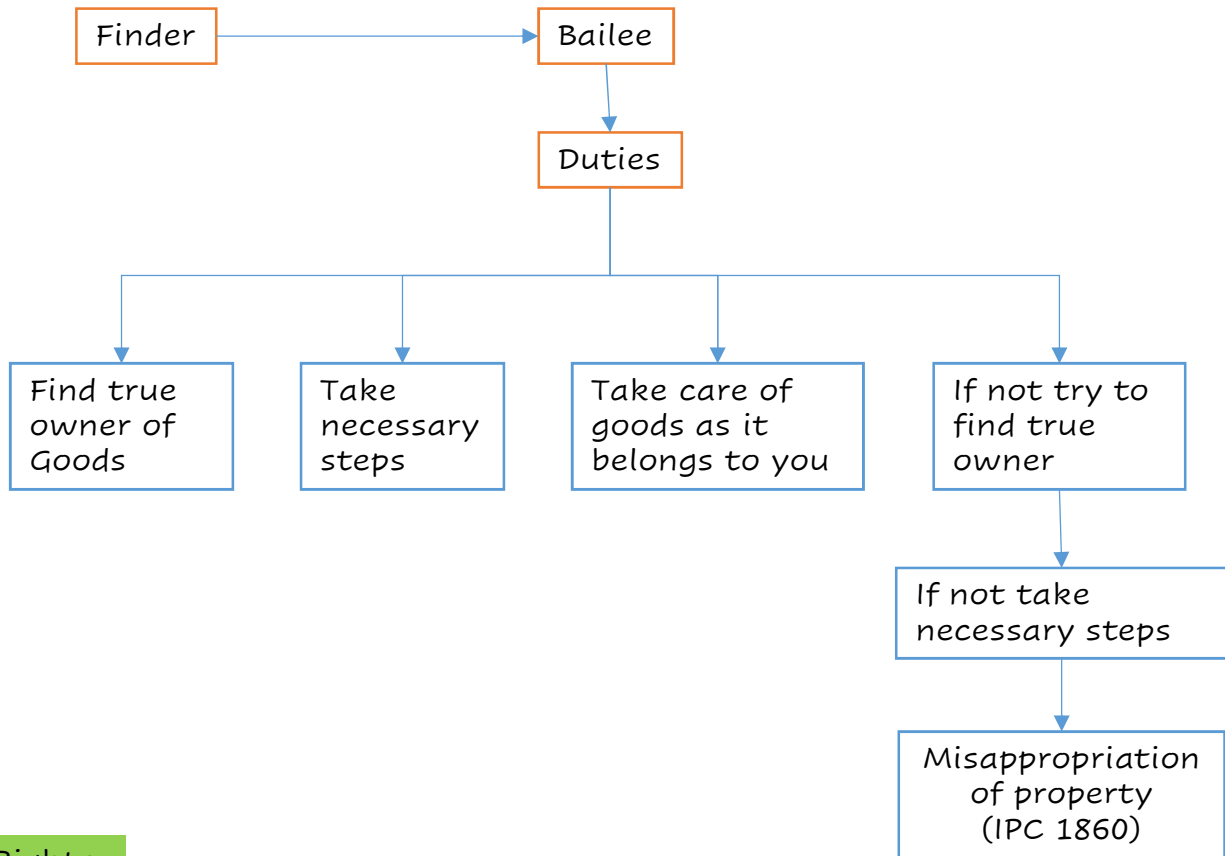 Finder
Bailee
Duties
Find true
owner of
Goods
Take
necessary
steps
Take care of
goods as it
belongs to you
If not try to
find true
owner
If not take
necessary steps
Misappropriation
of property
(IPC 1860)